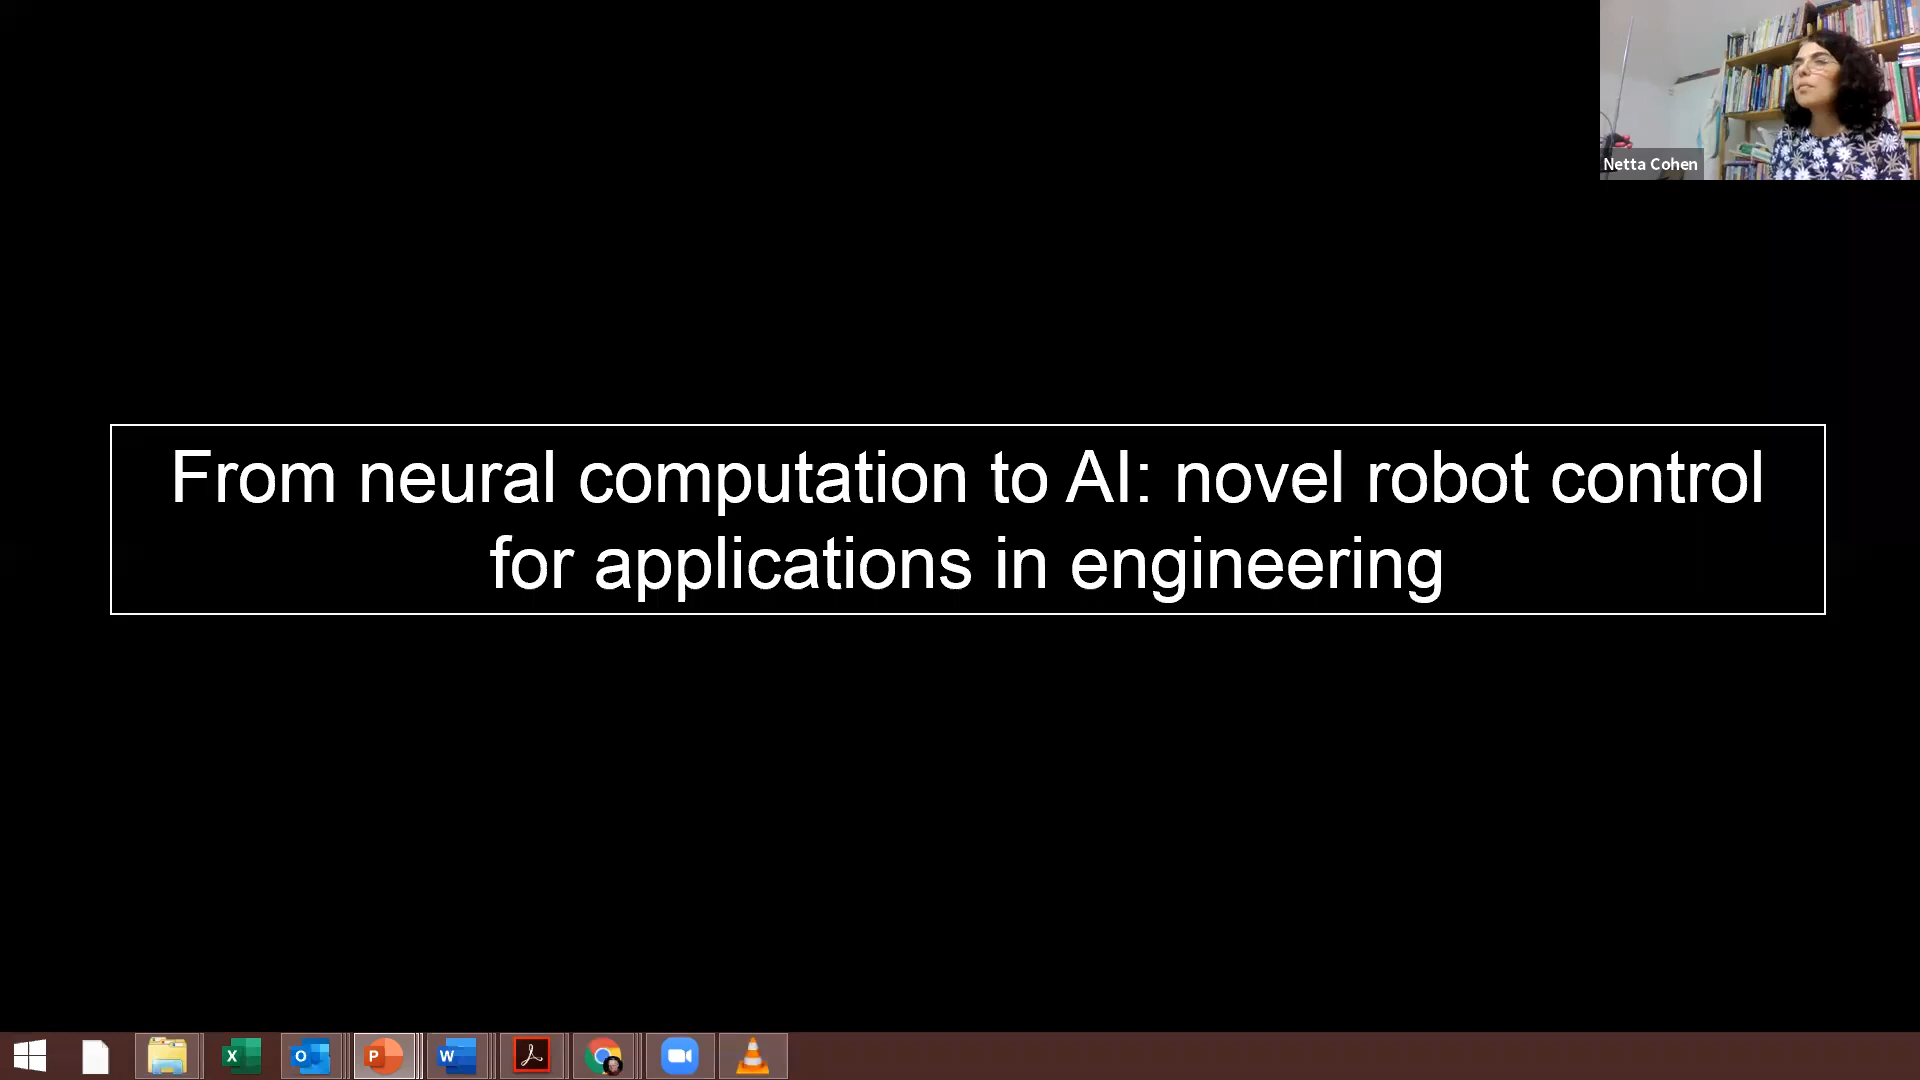 Netta Cohen
From neural computation to AI: novel robot control
for applications in engineering
X
O
P
W